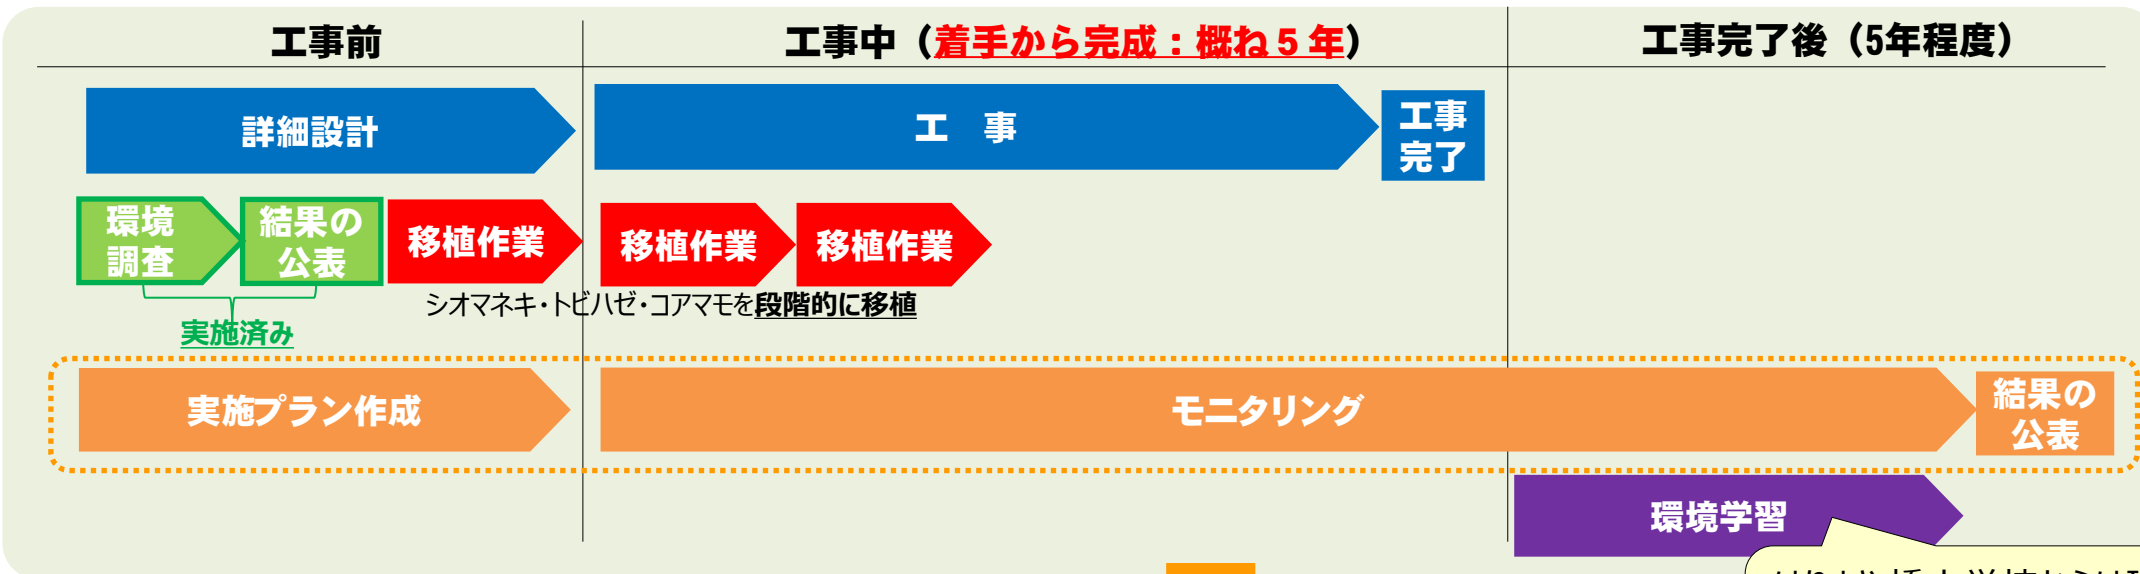 工事前
工事中（着手から完成：概ね５年）
工事完了後（5年程度）
詳細設計
工　事
工事
完了
環境
調査
結果の
公表
移植作業
移植作業
移植作業
シオマネキ・トビハゼ・コアマモを段階的に移植
実施済み
実施プラン作成
モニタリング
結果の
公表
環境学習